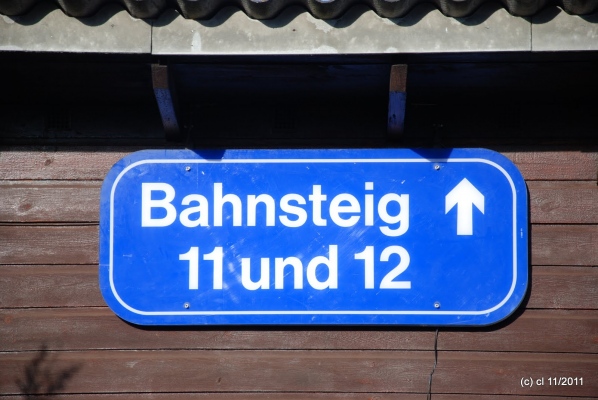 Bahnsteig ↑
11 und 12
(c) cl 11/2011